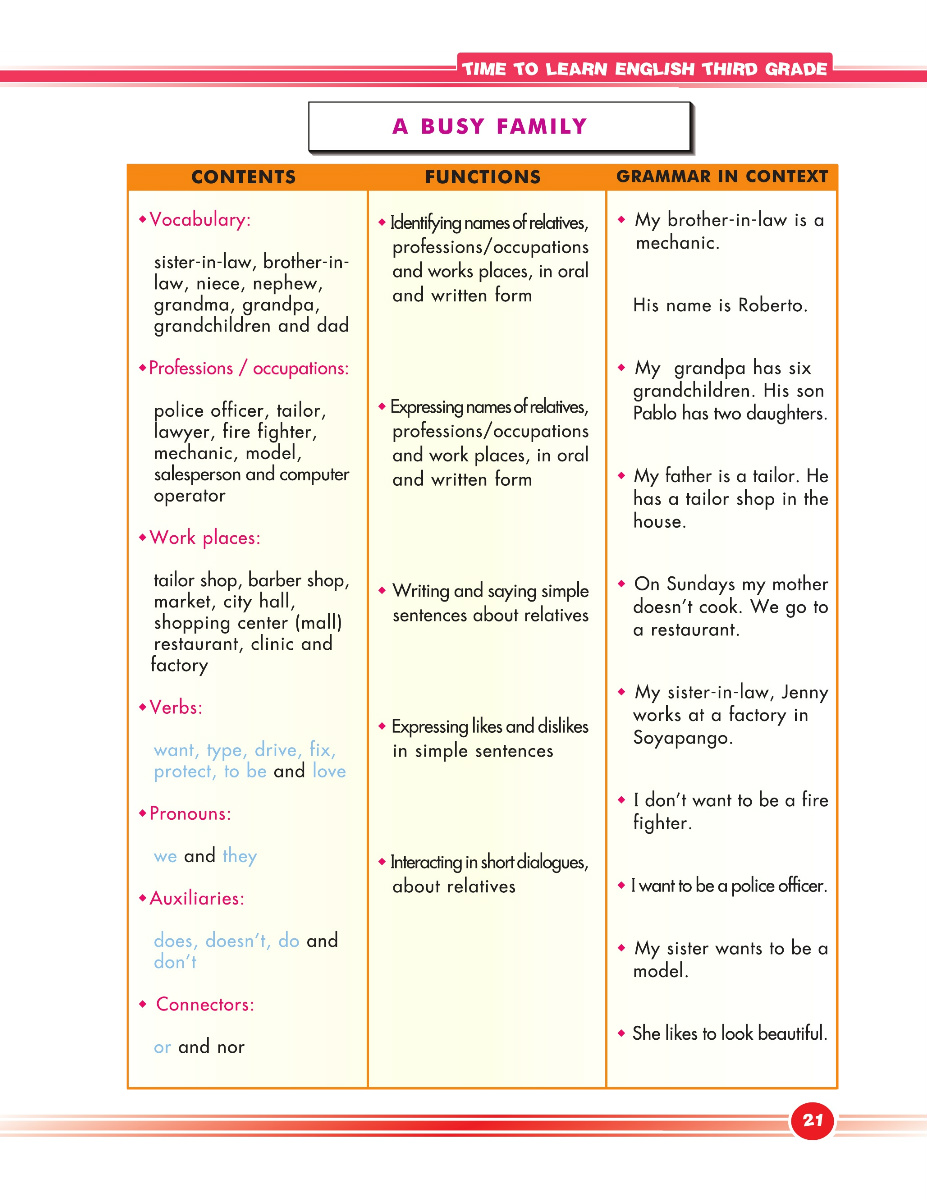 TIME TO LEARN ENGLISH THIRD GRADE
A BUSY FAMILY
CONTENTS
Vocabulary:
sister-in-law, brother-in-
law, niece, nephew,
grandma, grandpa,
grandchildren and dad
Professions / occupations:
police officer, tailor,
lawyer, fire fighter,
mechanic, model,
salesperson and computer
operator
Work places:
tailor shop, barber shop,
market, city hall,
shopping center (mall)
restaurant, clinic and
factory
Verbs:
want, type, drive, fix,
protect, to be and love
Pronouns:
we and they
Auxiliaries:
does, doesn't, do and
don't
Connectors:
or and nor
FUNCTIONS
Identifying names of relatives,
professions/occupations
and works places, in oral
and written form
Expressing names of relatives,
professions/occupations
and work places, in oral
and written form
Writing and saying simple
sentences about relatives
Expressing likes and dislikes
in simple sentences
Interacting in short dialogues,
about relatives
GRAMMAR IN CONTEXT
My brother-in-law is a
mechanic.
His name is Roberto.
My grandpa has six
grandchildren. His son
Pablo has two daughters.
My father is a tailor. He
has a tailor shop in the
house.
On Sundays my mother
doesn't cook. We go to
a restaurant.
My sister-in-law, Jenny
works at a factory in
Soyapango.
I don't want to be a fire
fighter.
I want to be a police officer.
My sister wants to be a
model.
She likes to look beautiful.
21